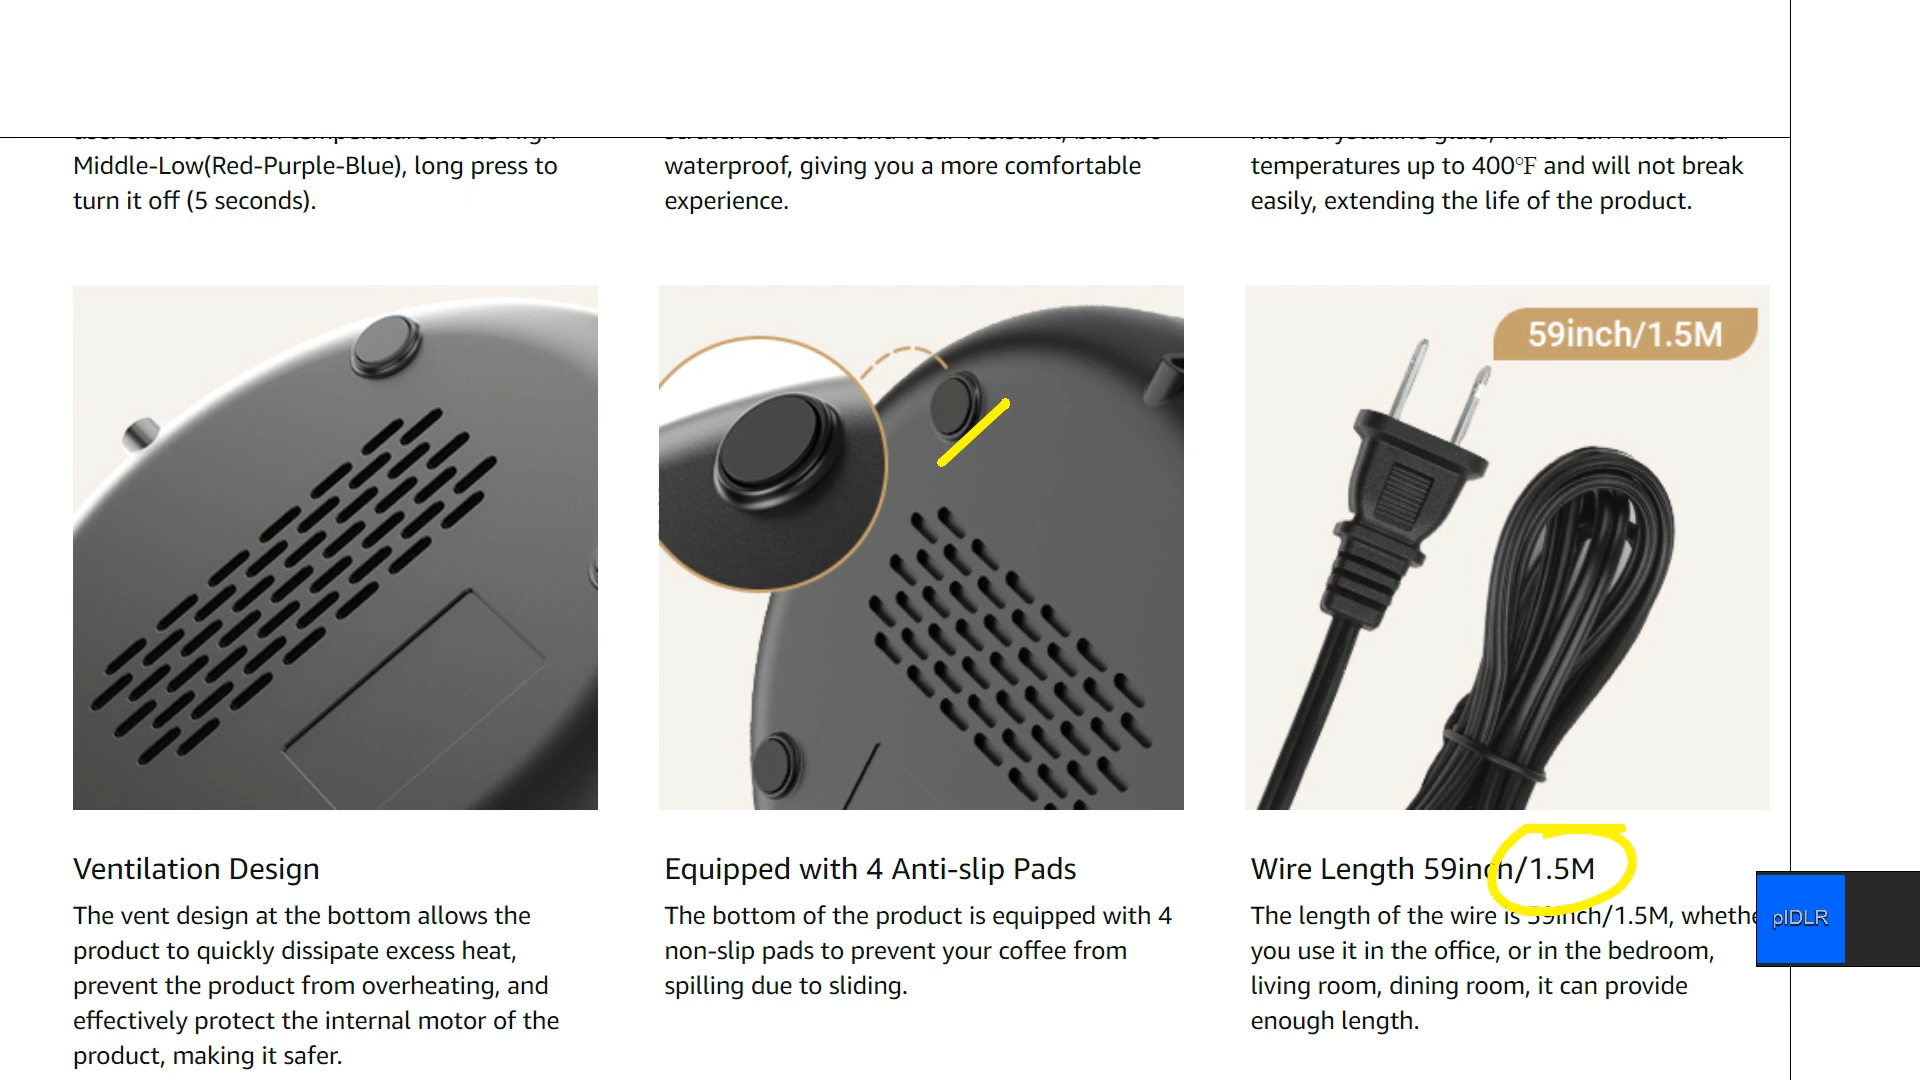 Middle-Low(Red-Purple-Blue), long press to
turn it off (5 seconds).
waterproof, giving you a more comfortable
experience.
temperatures up to 400°F and will not break
easily, extending the life of the product.
59inch/1.5M
Ventilation Design
The vent design at the bottom allows the
product to quickly dissipate excess heat,
prevent the product from overheating, and
effectively protect the internal motor of the
product, making it safer.
Equipped with 4 Anti-slip Pads
The bottom of the product is equipped with 4
non-slip pads to prevent your coffee from
spilling due to sliding.
Wire Length 59inch/1.5M
The length of the wire is 59inch/1.5M, whethe
you use it in the office, or in the bedroom,
living room, dining room, it can provide
enough length.
pIDLR